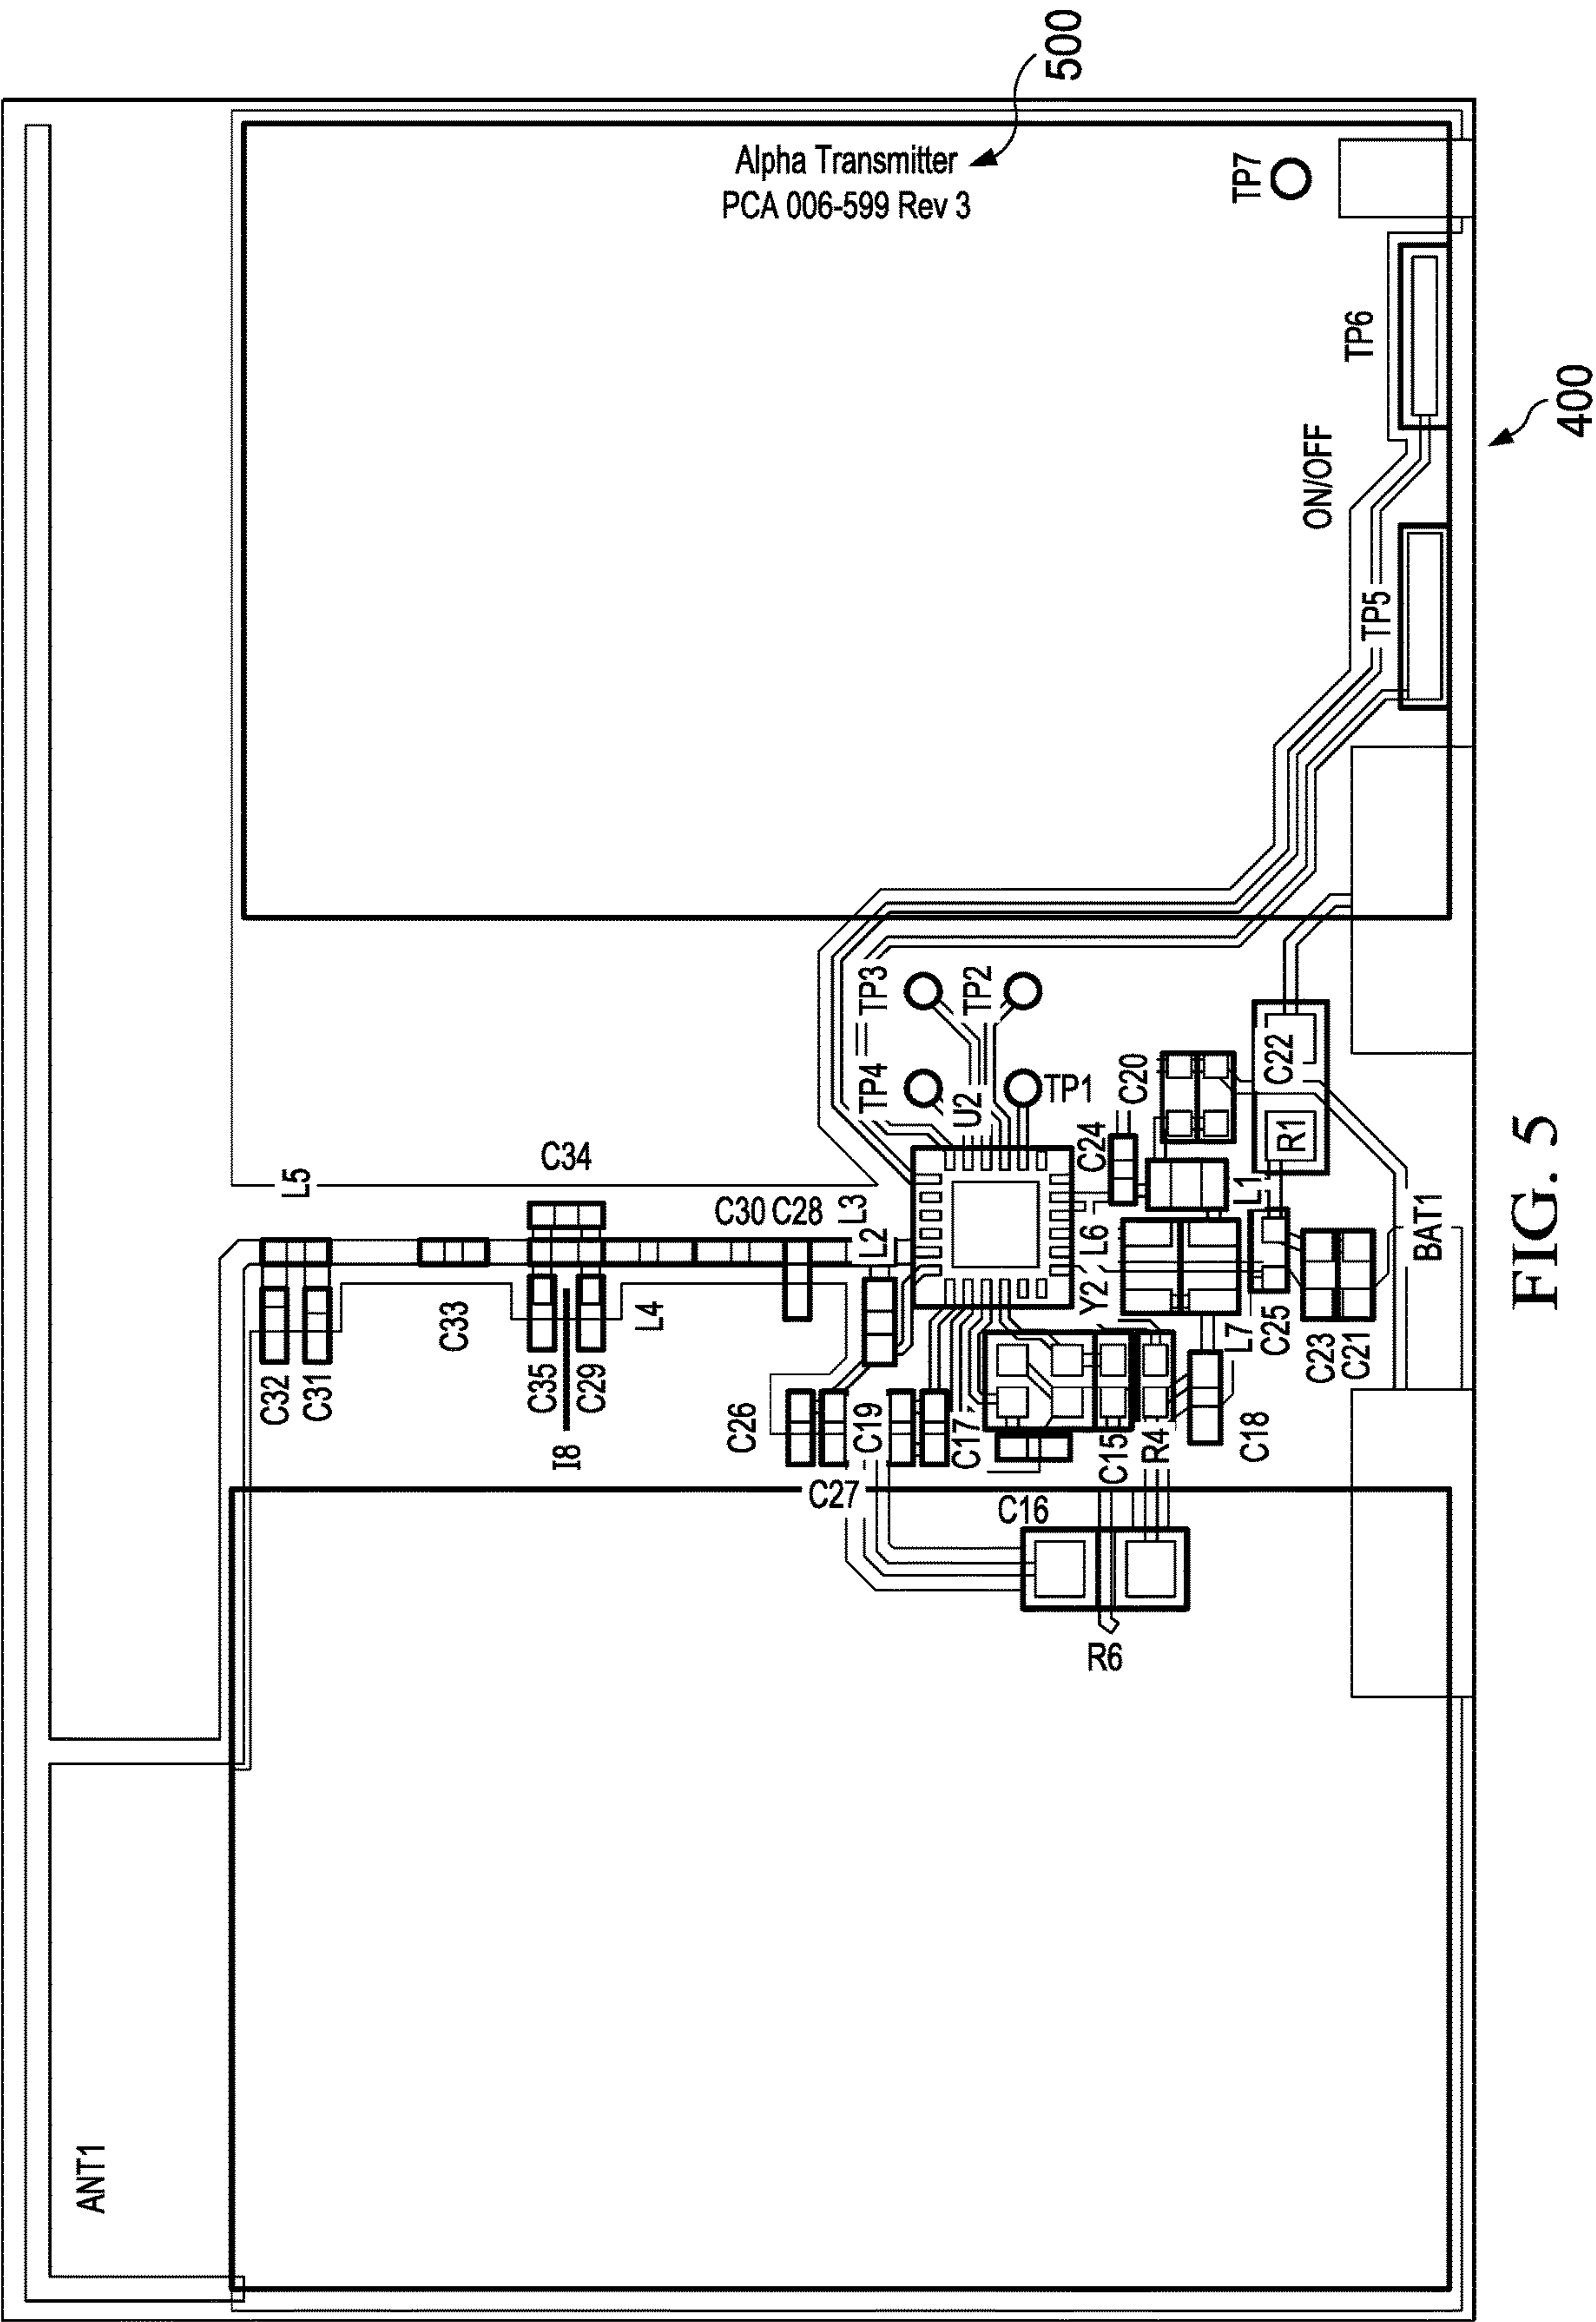 500
Alpha Transmitter
PCA 006-599 Rev 3
TP7
TP6
400
ON/OFF
TP5
TP3
TP2
TP4
U2
TP1
C20
C22
C24
R1
L5
C34
C30 C28
L3
L2
L6
L1
BAT1
Y2
L7
C25
C23
C21
C33
L4
C32
C31
C35
C29
I8
C26
C19
C17
C15
R4
C18
C27
C16
R6
ANT1
FIG. 5